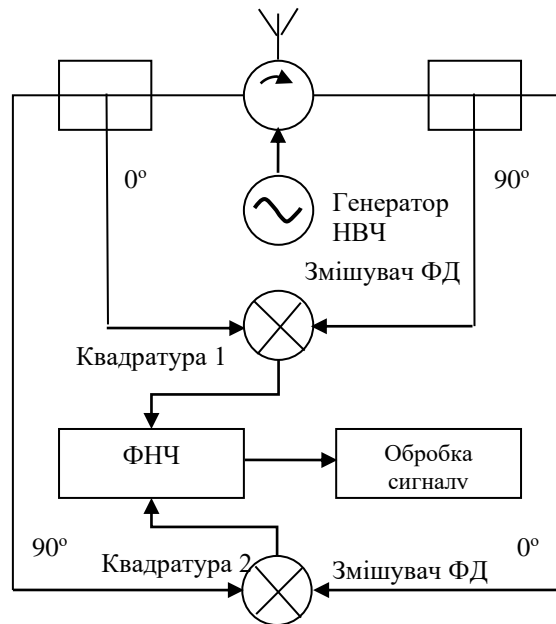 0º
90º
Генератор
НВЧ
Змішувач ФД
Квадратура 1
ФНЧ
Обробка
сигналу
90º
Квадратура 2
Змішувач ФД
0º